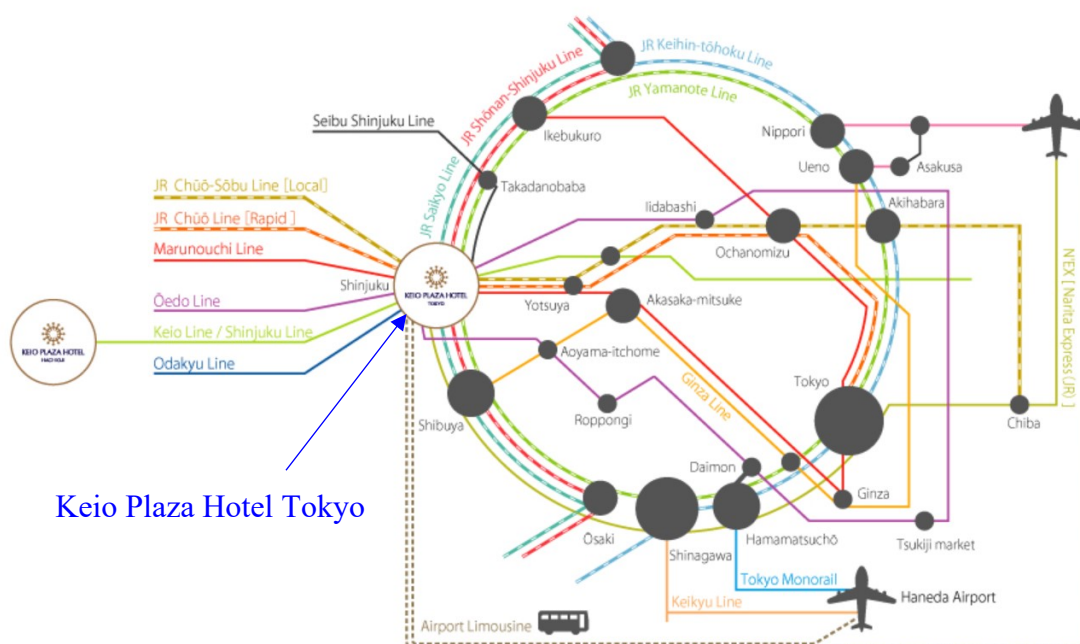 JR Keihin-tōhoku Line
JR Shōnan-Shinjuku Line
JR Yamanote Line
Seibu Shinjuku Line
Ikebukuro
Nippori
Ueno
Asakusa
JR Saikyo Line
Takadanobaba
JR Chūō-Sōbu Line [Local]
Iidabashi
Akihabara
JR Chūō Line [Rapid ]
Ochanomizu
Marunouchi Line
Shinjuku
KEIO PLAZA HOTEL
TOKYO
Yotsuya
Akasaka-mitsuke
N'EX [ Narita Express (JR) ]
Ōedo Line
Keio Line / Shinjuku Line
KEIO PLAZA HOTEL
HACHIOJI
Odakyu Line
Aoyama-itchome
Ginza Line
Tokyo
Shibuya
Roppongi
Chiba
Daimon
Keio Plaza Hotel Tokyo
Ginza
Ōsaki
Shinagawa
Hamamatsuchō
Tsukiji market
Tokyo Monorail
Keikyu Line
Haneda Airport
Airport Limousine